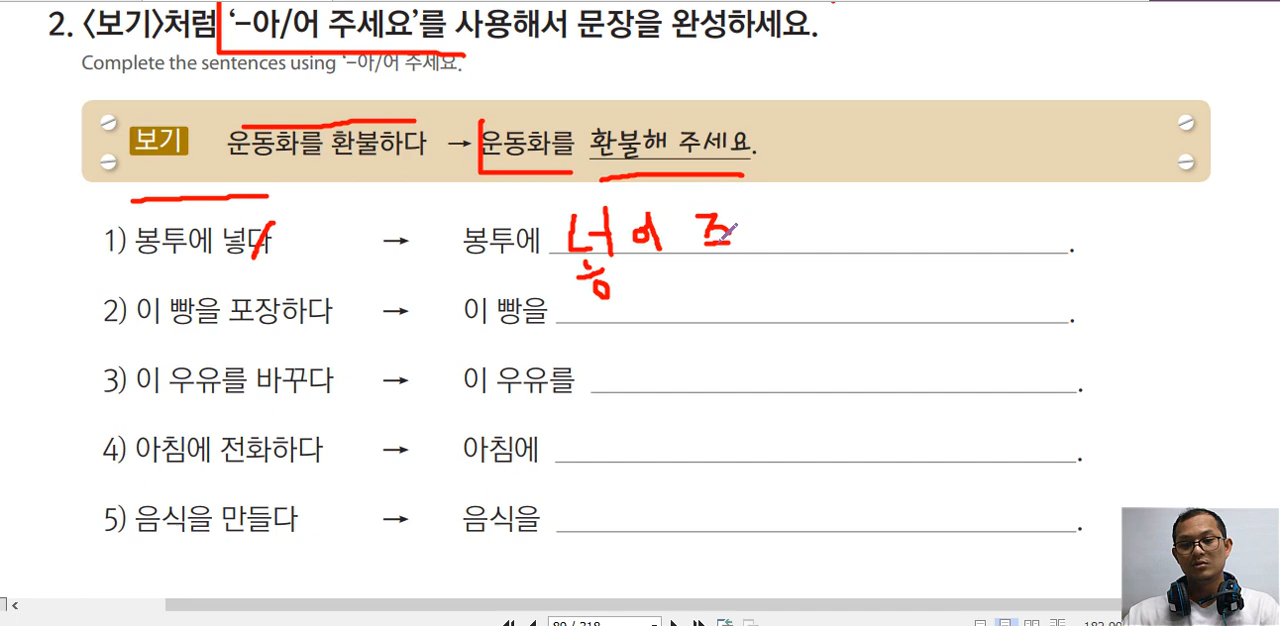 2. 〈보기〉처럼 ‘-아/어 주세요’를 사용해서 문장을 완성하세요.
Complete the sentences using ‘-아/어 주세요’.
보기 운동화를 환불하다 → 운동화를 환불해 주세요.
1) 봉투에 넣다 → 봉투에 넣어 .
2) 이 빵을 포장하다 → 이 빵을 .
3) 이 우유를 바꾸다 → 이 우유를 .
4) 아침에 전화하다 → 아침에 .
5) 음식을 만들다 → 음식을 .